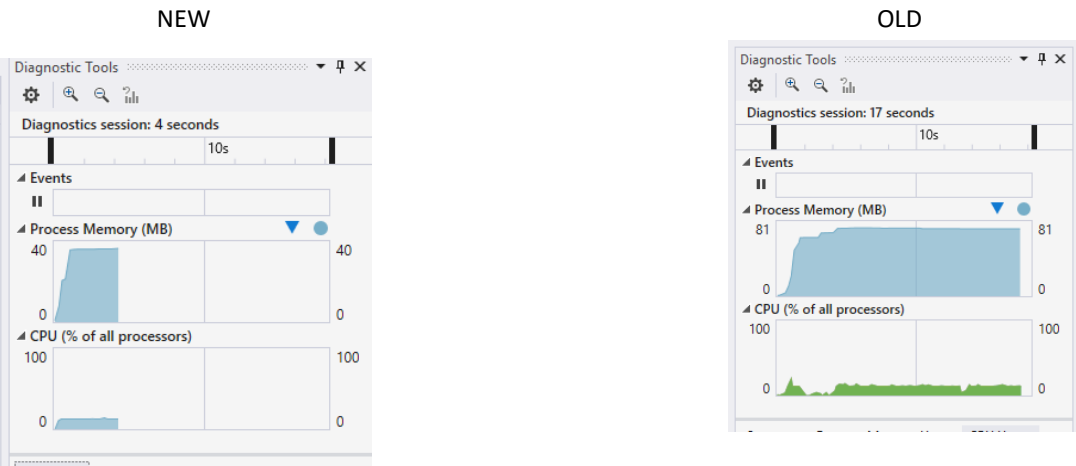 NEW
Diagnostic Tools
Diagnostics session: 4 seconds
10s
Events
Process Memory (MB)
40 40
0 0
CPU (% of all processors)
100 100
0 0
OLD
Diagnostic Tools
Diagnostics session: 17 seconds
10s
Events
Process Memory (MB)
81 81
0 0
CPU (% of all processors)
100 100
0 0